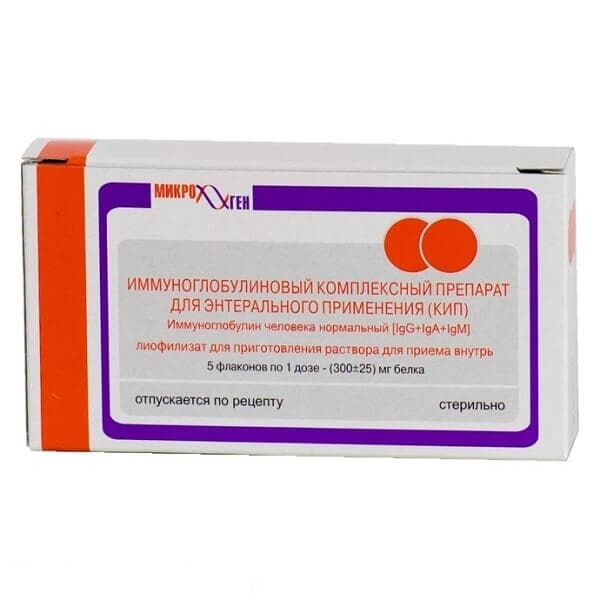 МИКРОГЕН
ИММУНОГЛОБУЛИНОВЫЙ КОМПЛЕКСНЫЙ ПРЕПАРАТ
ДЛЯ ЭНТЕРАЛЬНОГО ПРИМЕНЕНИЯ (КИП)
Иммуноглобулин человека нормальный [IgG+IgA+IgM]
лиофилизат для приготовления раствора для приема внутрь
5 флаконов по 1 дозе - (300±25) мг белка
отпускается по рецепту
стерильно